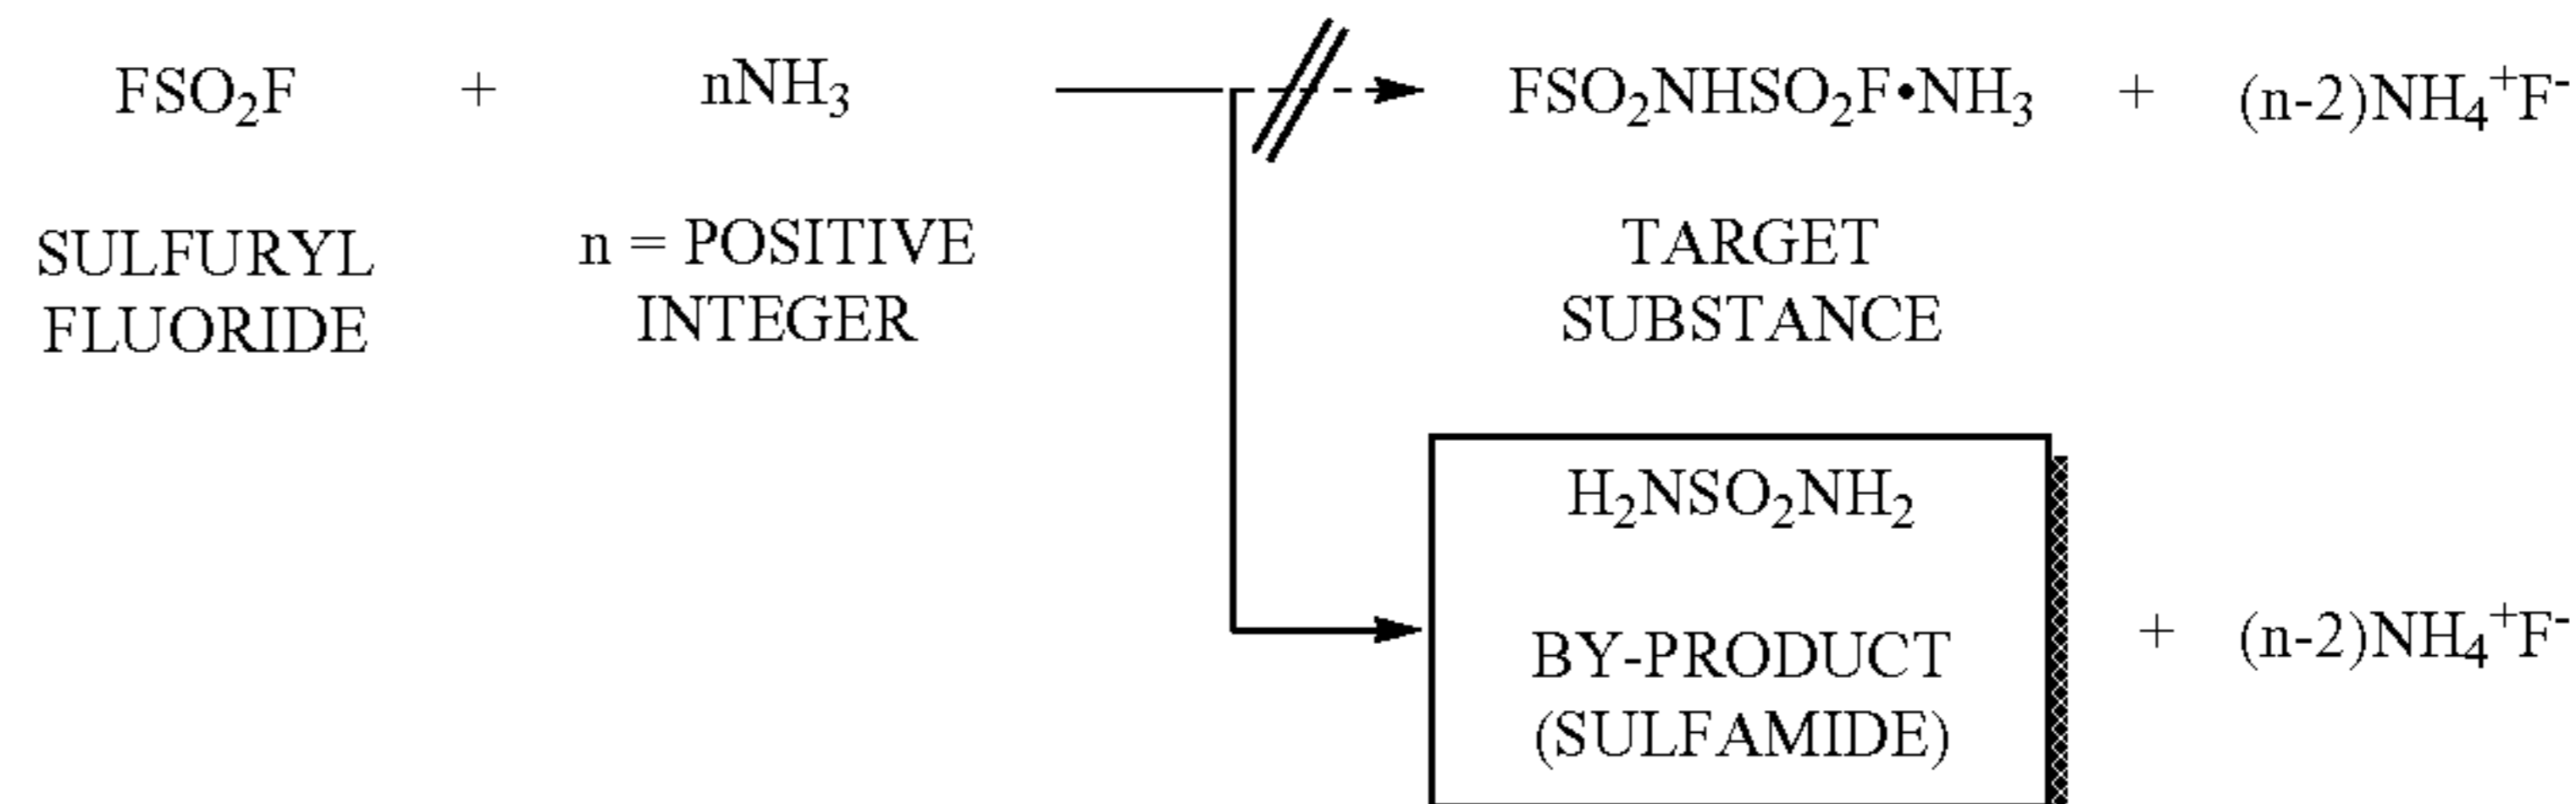 FSO₂F + nNH₃ FSO₂NHSO₂F•NH₃ + (n-2)NH₄⁺F⁻
SULFURYL FLUORIDE
n = POSITIVE INTEGER
TARGET SUBSTANCE
H₂NSO₂NH₂ + (n-2)NH₄⁺F⁻
BY-PRODUCT
(SULFAMIDE)